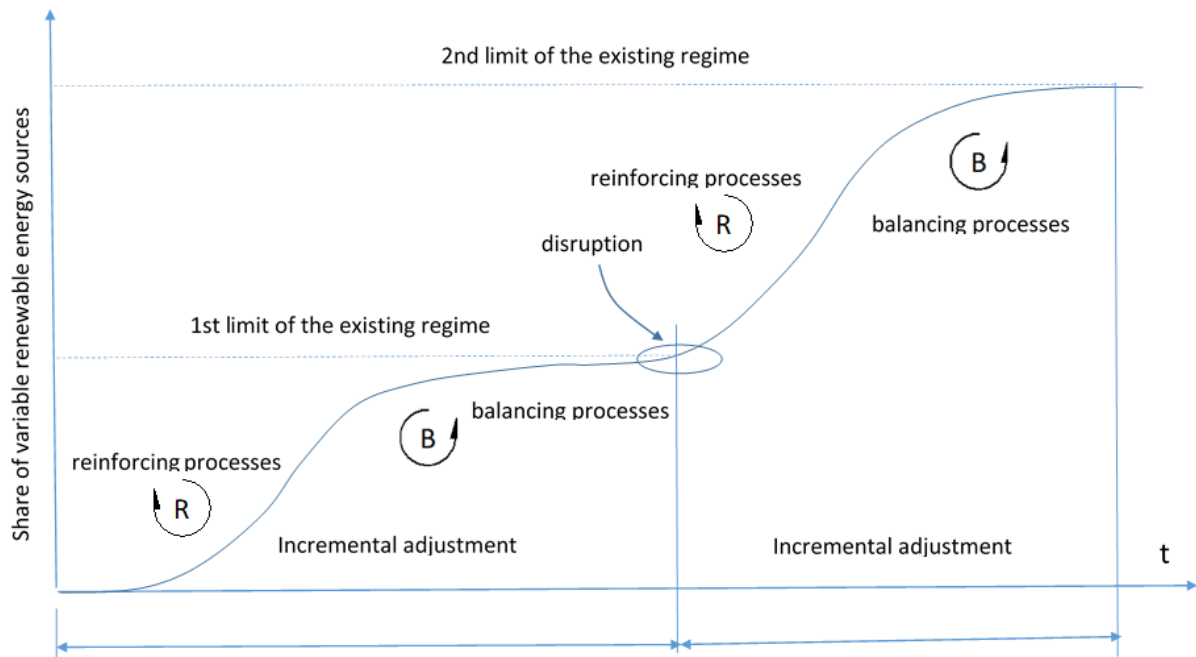 2nd limit of the existing regime
Share of variable renewable energy sources
B
reinforcing processes
R
balancing processes
disruption
1st limit of the existing regime
balancing processes
B
reinforcing processes
R
Incremental adjustment
Incremental adjustment
t